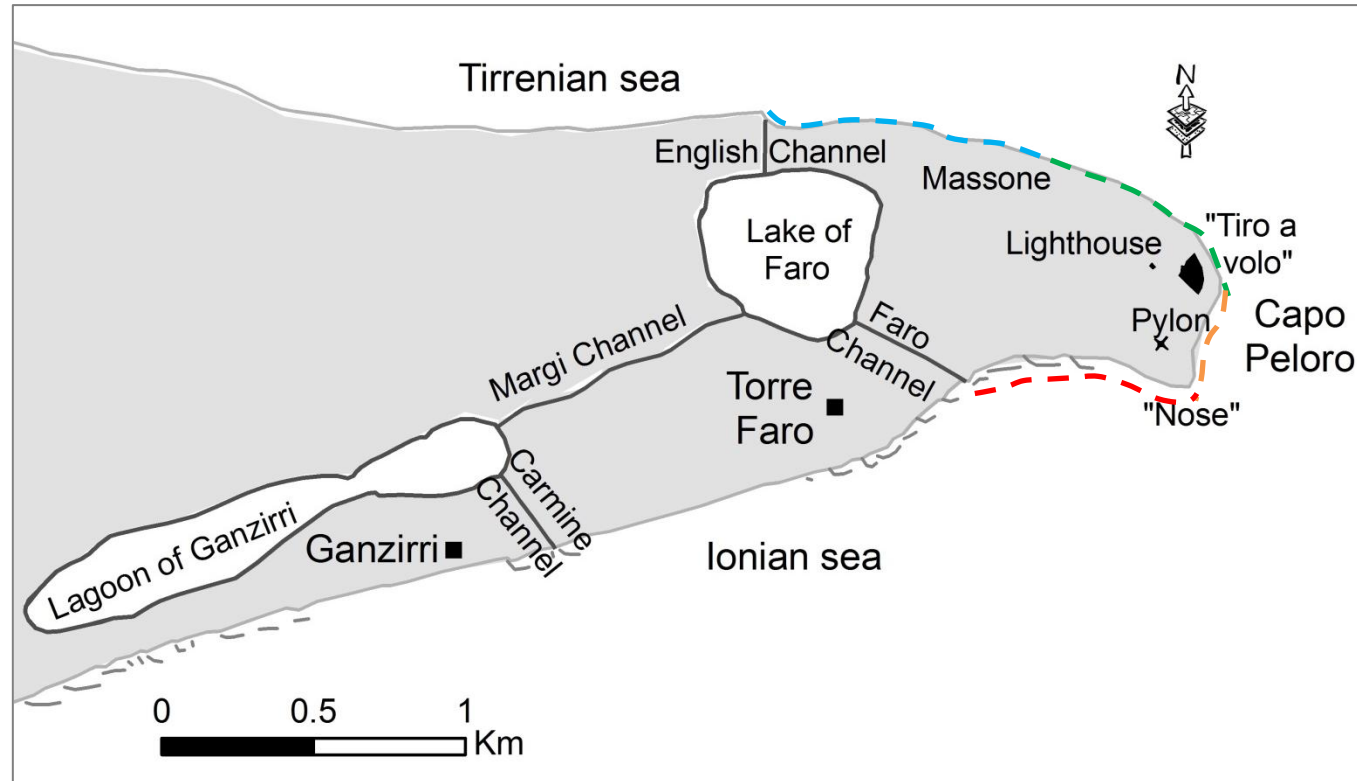 Tirrenian sea
N
English Channel
Massone
Lake of
Faro
Lighthouse
"Tiro a
volo"
Capo
Peloro
Pylon
"Nose"
Faro
Channel
Margi Channel
Torre
Faro
Carmine
Channel
Lagoon of Ganzirri
Ganzirri
Ionian sea
0 0.5 1
Km